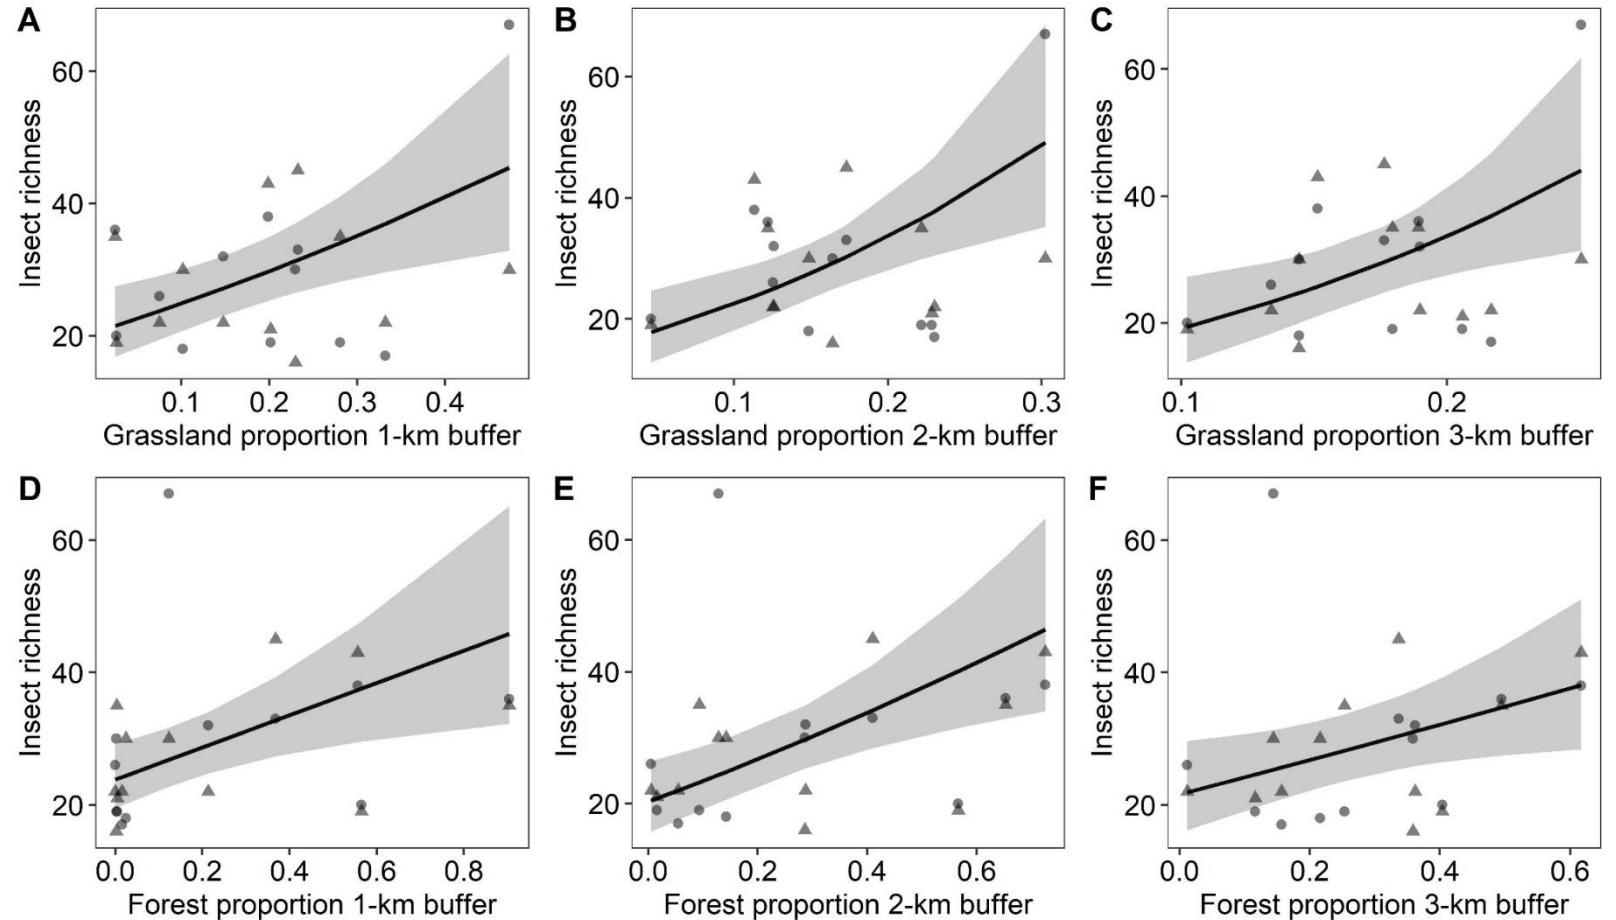 A
B
C
Insect richness
60
40
20
0.1 0.2 0.3 0.4
Grassland proportion 1-km buffer
Insect richness
60
40
20
0.1 0.2 0.3
Grassland proportion 2-km buffer
Insect richness
60
40
20
0.1 0.2
Grassland proportion 3-km buffer
D
E
F
Insect richness
60
40
20
0.0 0.2 0.4 0.6 0.8
Forest proportion 1-km buffer
Insect richness
60
40
20
0.0 0.2 0.4 0.6
Forest proportion 2-km buffer
Insect richness
60
40
20
0.0 0.2 0.4 0.6
Forest proportion 3-km buffer